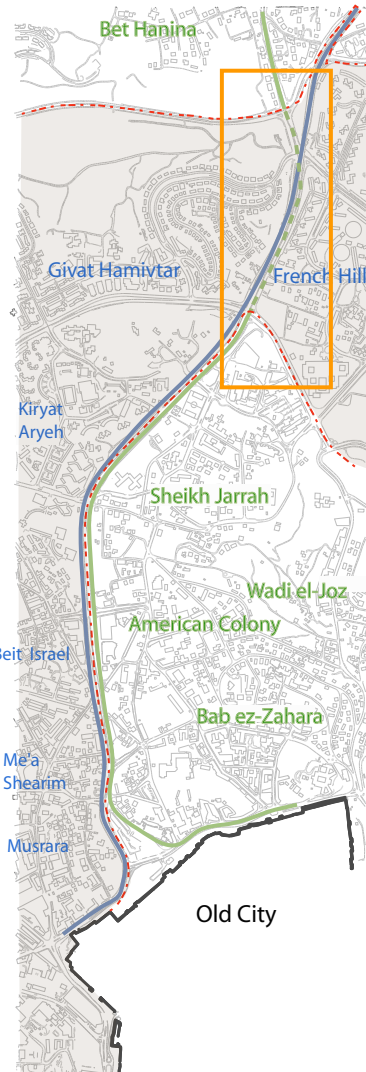 Bet Hanina
Givat Hamivtar
French Hill
Kiryat
Aryeh
Sheikh Jarrah
Wadi el-Joz
American Colony
Beit Israel
Bab ez-Zahara
Me'a
Shearim
Musrara
Old City